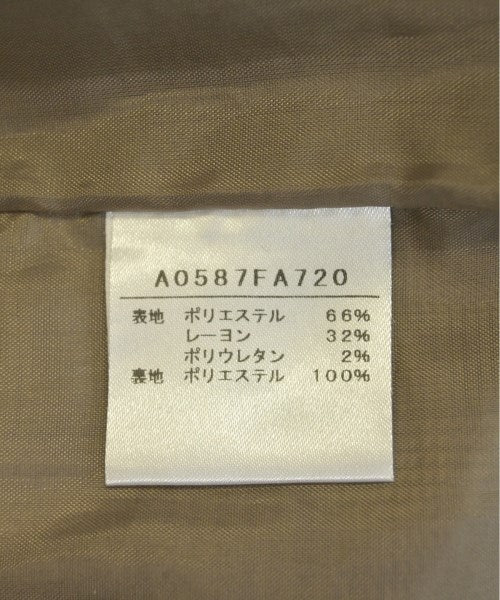 A0587FA720
表地 ポリエステル 66%
レーヨン 32%
ポリウレタン 2%
裏地 ポリエステル 100%